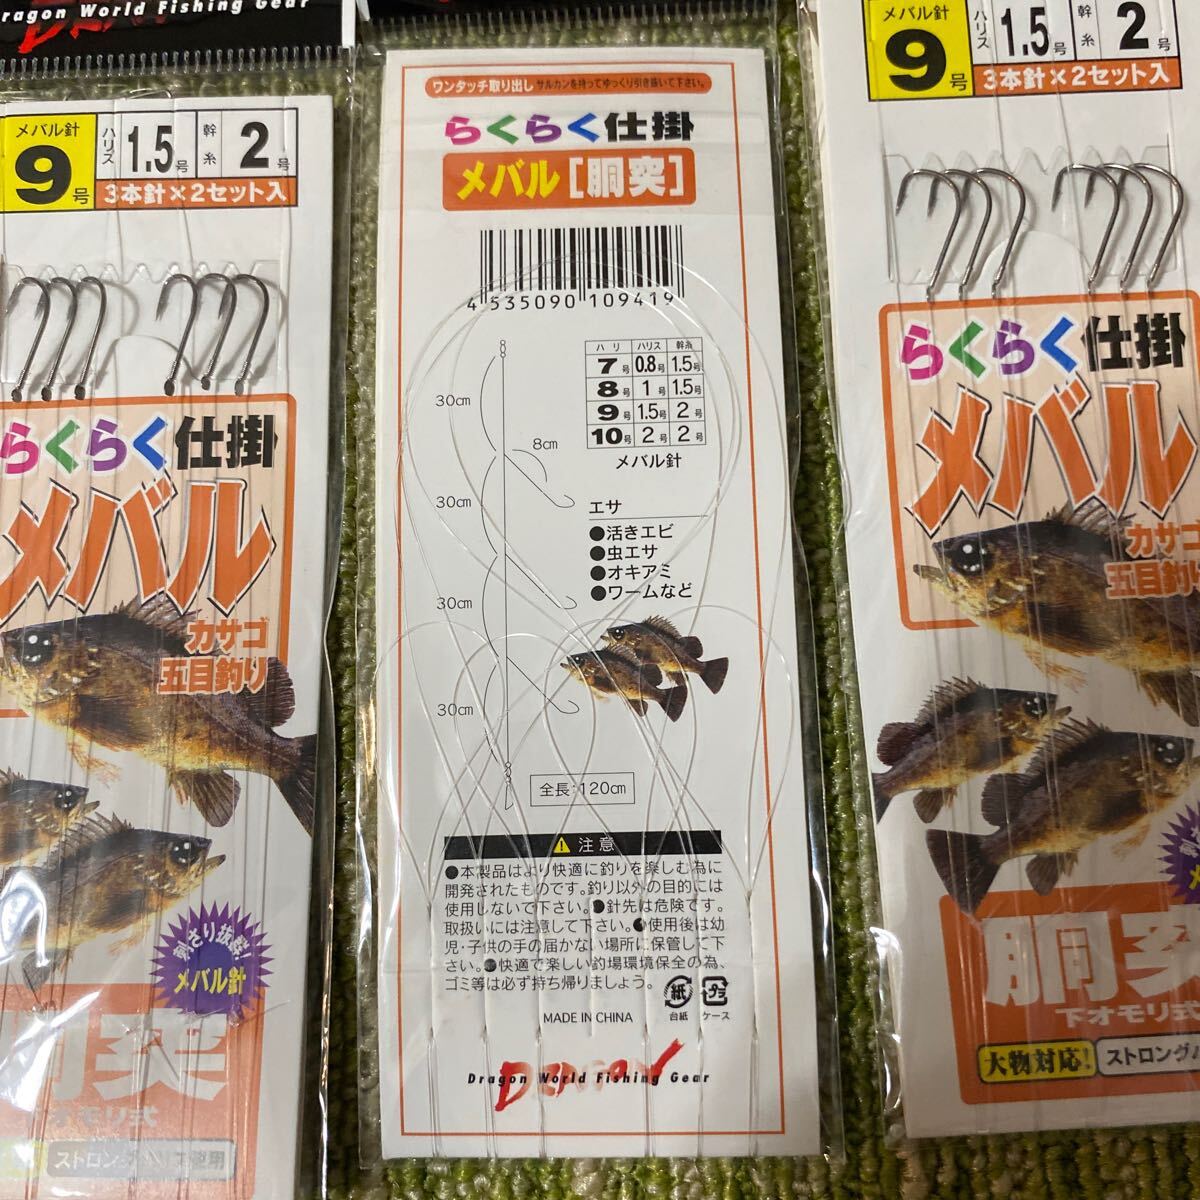 Dragon World Fishing Gear
メバル針
9号
ハリス 1.5号
幹糸 2号
3本針×2セット入
らくらく仕掛
メバル
カサゴ
五目釣り
刺さり抜群!
メバル針
胴突
オモリ式
ワンタッチ取り出し サルカンを持ってゆっくり引き抜いて下さい。
らくらく仕掛
メバル[胴突]
4 535090 109419
ハリ ハリス 幹糸
7号 0.8号 1.5号
8号 1号 1.5号
9号 1.5号 2号
10号 2号 2号
メバル針
30cm
8cm
30cm
30cm
30cm
全長:120cm
エサ
●活きエビ
●虫エサ
●オキアミ
●ワームなど
注意
●本製品はより快適に釣りを楽しむ為に
開発されたものです。釣り以外の目的には
使用しないで下さい。●針先は危険です。
取扱いには注意して下さい。●使用後は幼
児・子供の手の届かない場所に保管して下
さい。●快適で楽しい釣場環境保全の為、
ゴミ等は必ず持ち帰りましょう。
紙 プラ
台紙 ケース
MADE IN CHINA
DRAGON
Dragon World Fishing Gear
メバル針
9号
ハリス 1.5号
幹糸 2号
3本針×2セット入
らくらく仕掛
メバル
カサゴ
五目釣り
胴突
下オモリ式
大物対応!